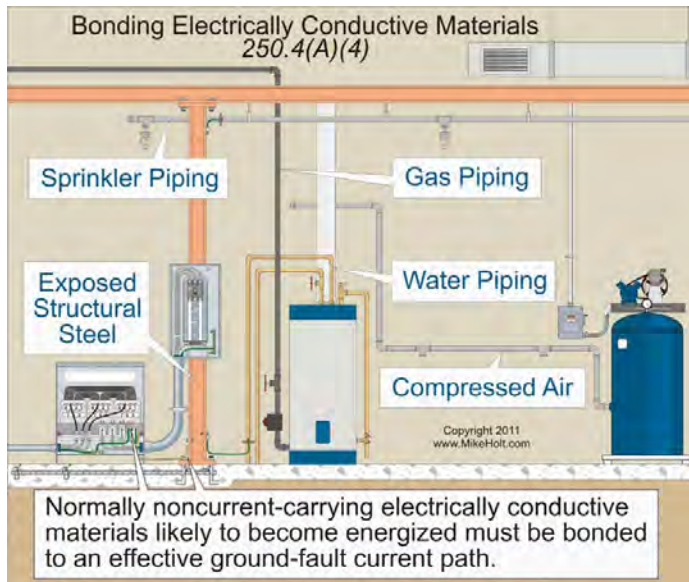 Bonding Electrically Conductive Materials
250.4(A)(4)
Sprinkler Piping
Gas Piping
Exposed
Structural
Steel
Water Piping
Compressed Air
Copyright 2011
www.MikeHolt.com
Normally noncurrent-carrying electrically conductive
materials likely to become energized must be bonded
to an effective ground-fault current path.